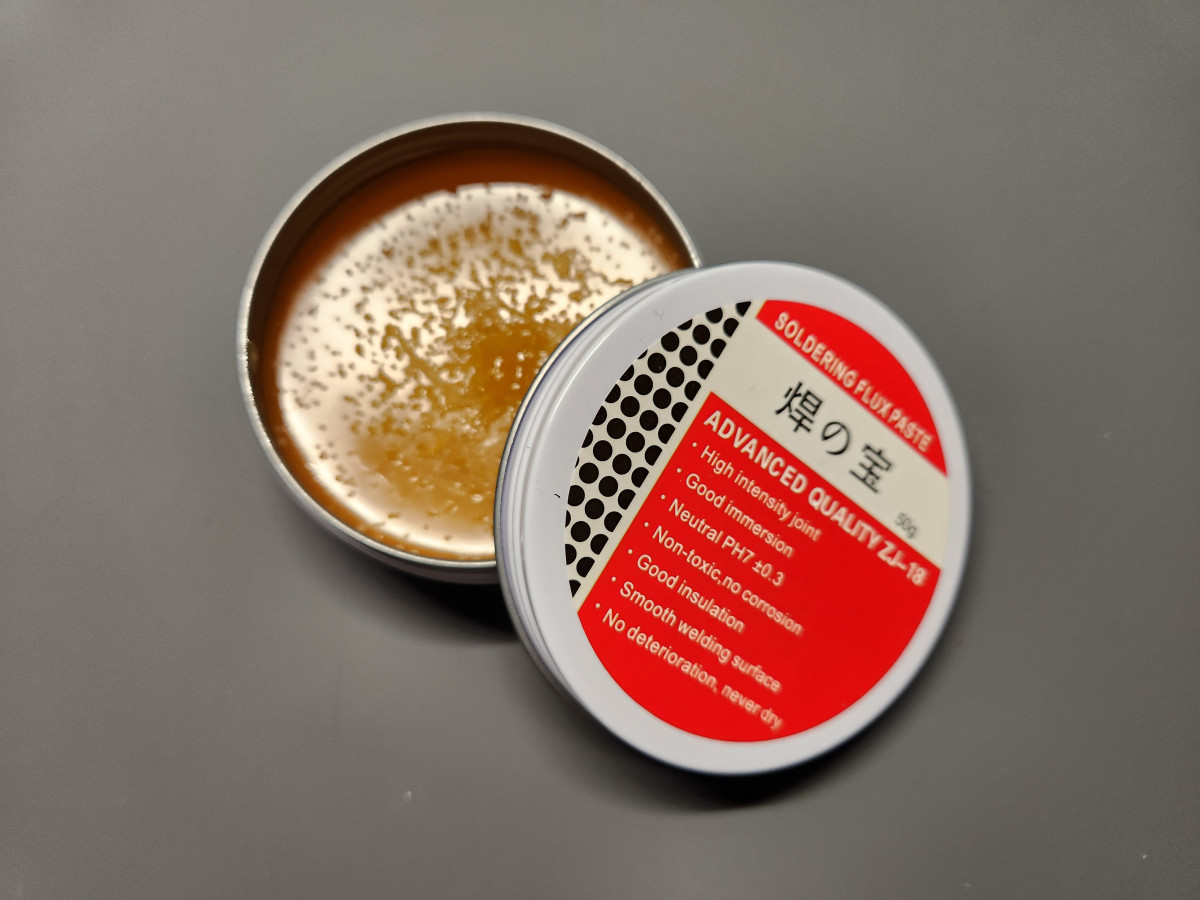 SOLDERING FLUX PASTE
焊の宝
50g
ADVANCED QUALITY ZJ-18
• High intensity joint
• Good immersion
• Neutral PH7 ±0.3
• Non-toxic,no corrosion
• Good insulation
• Smooth welding surface
• No deterioration, never dry